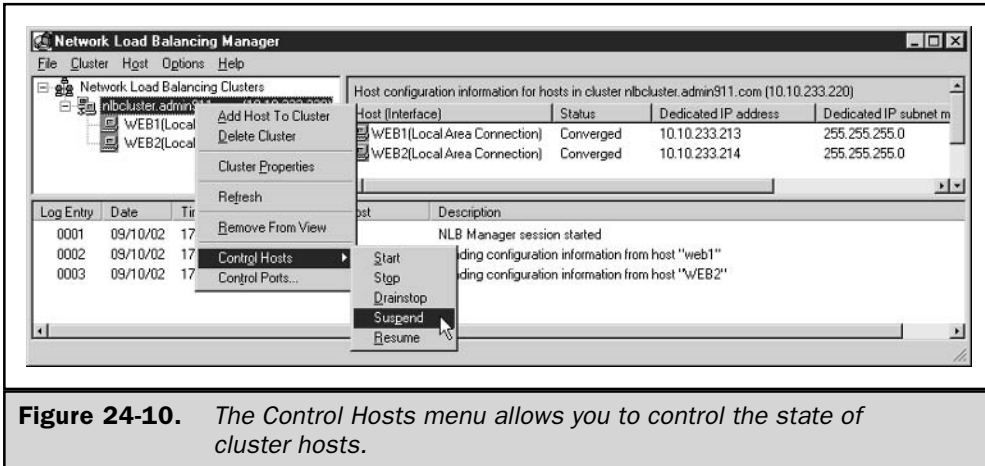 Network Load Balancing Manager
File Cluster Host Options Help
Network Load Balancing Clusters
nlbcluster.admin911
WEB1(Local
WEB2(Local
Host configuration information for hosts in cluster nlbcluster.admin911.com (10.10.233.220)
Host (Interface) Status Dedicated IP address Dedicated IP subnet m
WEB1(Local Area Connection) Converged 10.10.233.213 255.255.255.0
WEB2(Local Area Connection) Converged 10.10.233.214 255.255.255.0
Add Host To Cluster
Delete Cluster
Cluster Properties
Refresh
Remove From View
Control Hosts
Control Ports...
Start
Stop
Drainstop
Suspend
Resume
Log Entry Date Description
0001 09/10/02 17 NLB Manager session started
0002 09/10/02 17 ding configuration information from host "web1"
0003 09/10/02 17 ding configuration information from host "WEB2"
Figure 24-10. The Control Hosts menu allows you to control the state of
cluster hosts.